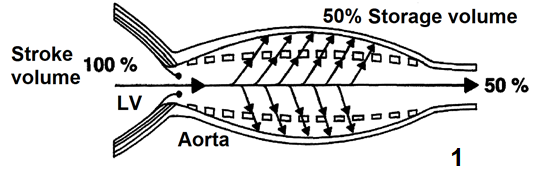 50% Storage volume
Stroke
volume
100 %
50 %
LV
Aorta
1